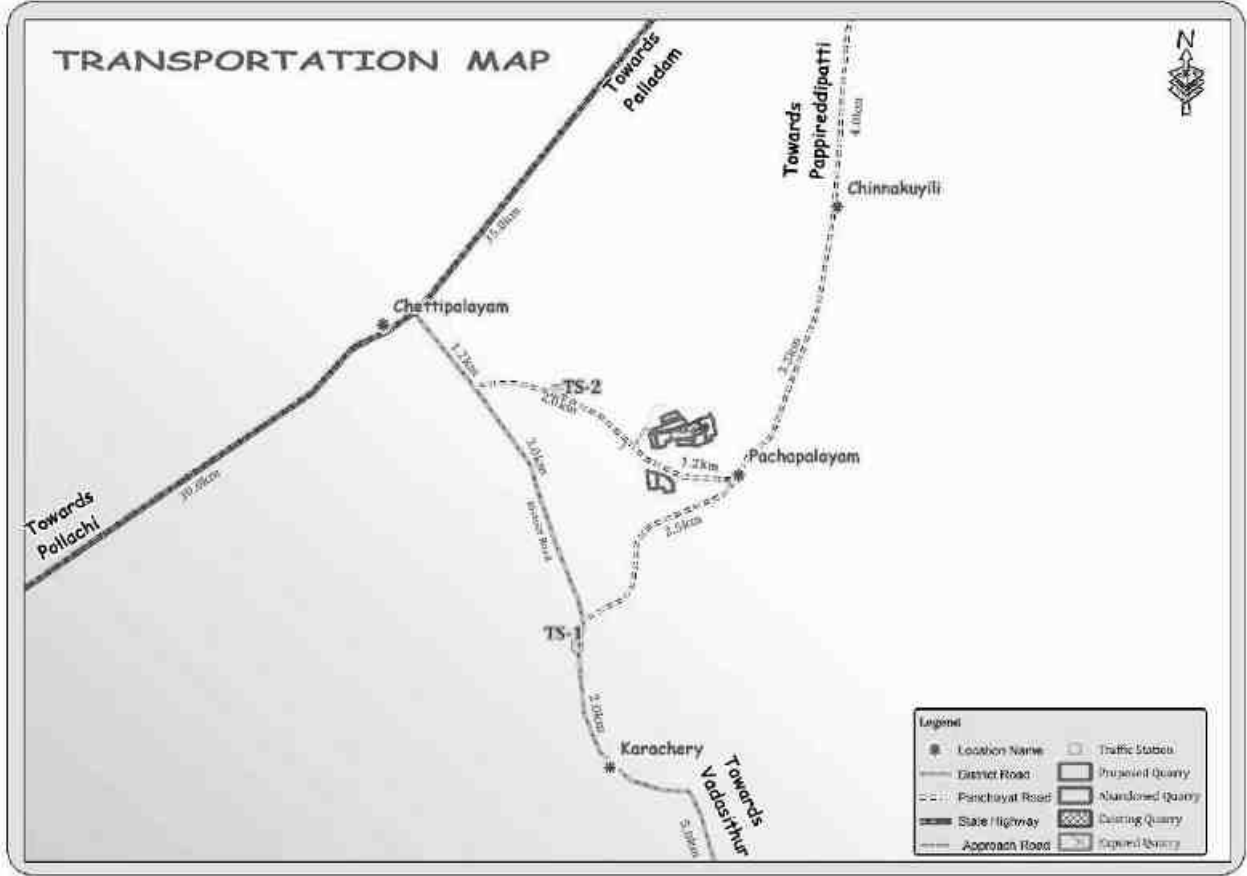 TRANSPORTATION MAP
N
Towards
Palladam
Towards
Pappireddipatti
4.0km
Chinnakuyili
15.0km
Chettipalayam
1.2km
TS-2
2.0km
3.0km
1.2km
Pachapalayam
30.0km
Towards
Pollachi
2.5km
TS-1
2.0km
Karachery
Towards
Vadasithur
5.0km
Legend
Location Name
Traffic Station
District Road
Proposed Quarry
Panchayat Road
Abandoned Quarry
State Highway
Existing Quarry
Approach Road
Expired Quarry